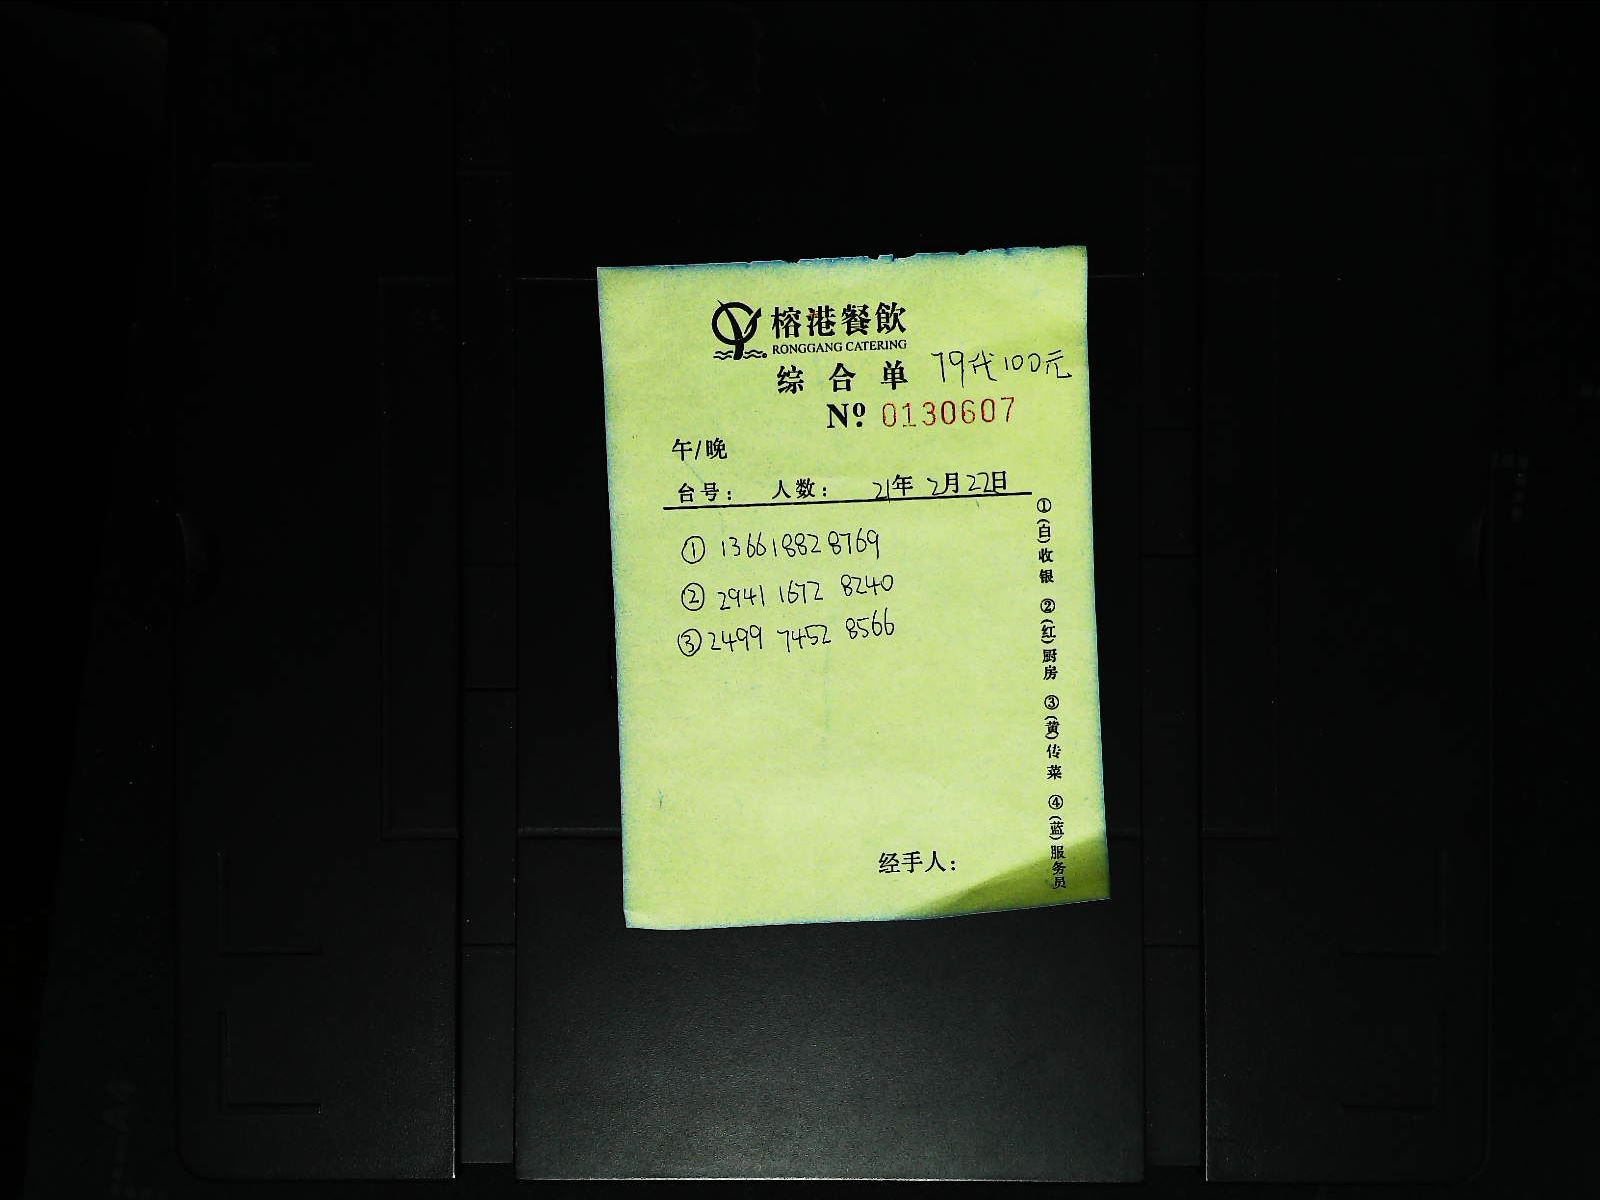 榕港餐飲
RONGGANG CATERING
综合单 79代100元
Nº 0130607
午/晚
台号: 人数: 21年 2月22日
① 136618828769
② 2941 1672 8240
③ 2499 7452 8566
经手人:
①(白)收银 ②(红)厨房 ③(黄)传菜 ④(蓝)服务员